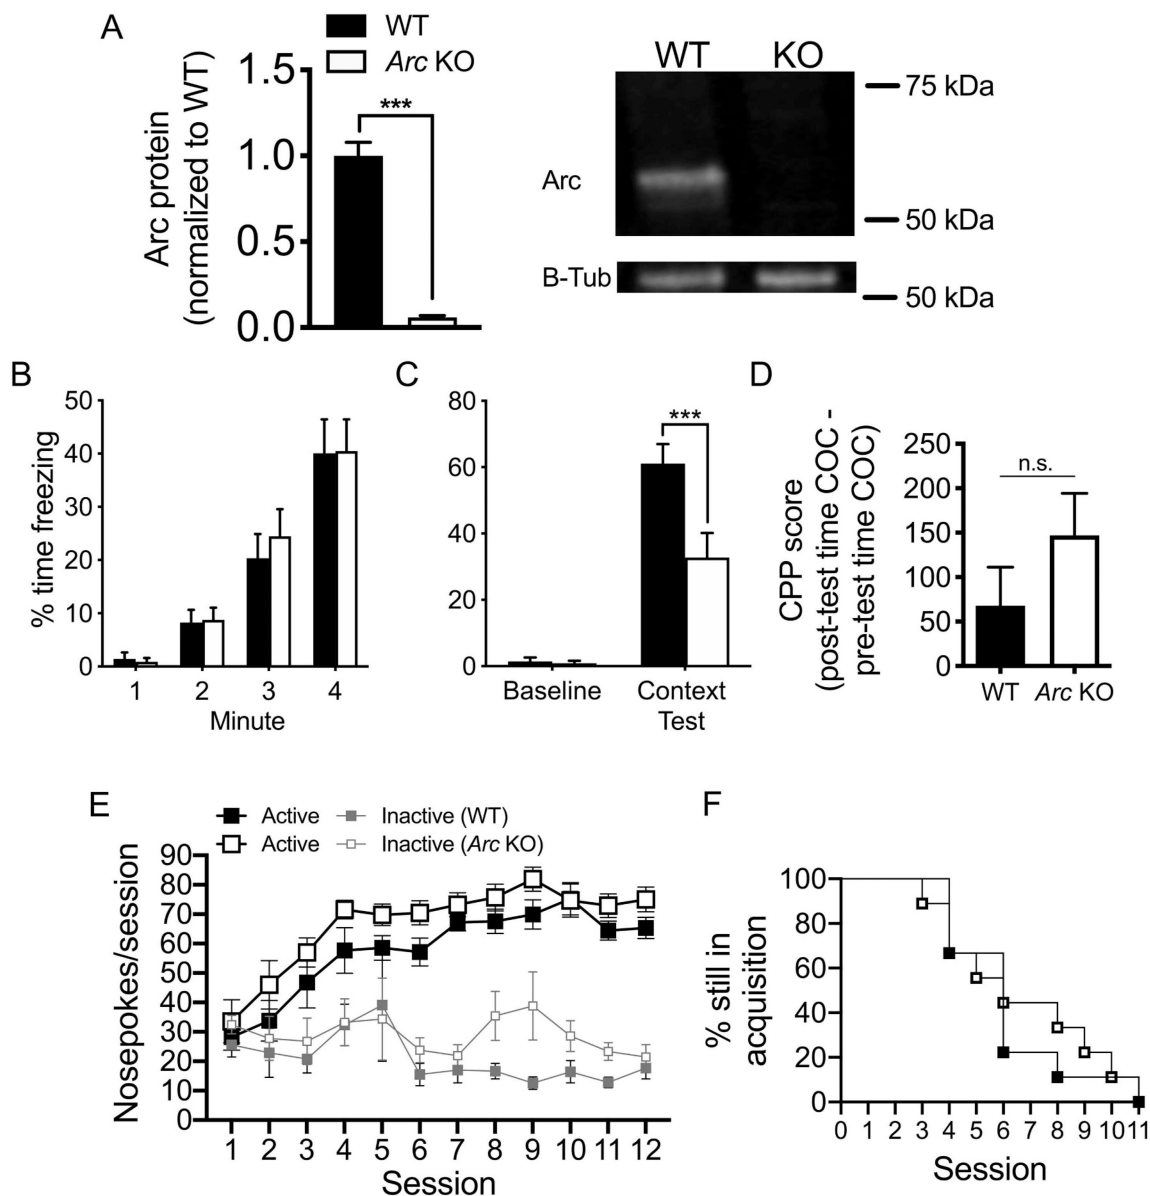 A
WT
Arc KO
Arc protein
(normalized to WT)
1.5
1.0
0.5
0.0
***
WT KO
Arc
B-Tub
75 kDa
50 kDa
50 kDa
B
% time freezing
50
40
30
20
10
0
1 2 3 4
Minute
C
80
60
40
20
0
***
Baseline Context
Test
D
CPP score
(post-test time COC -
pre-test time COC)
250
200
150
100
50
0
n.s.
WT Arc KO
E
Active Inactive (WT)
Active Inactive (Arc KO)
Nosepokes/session
90
80
70
60
50
40
30
20
10
0
1 2 3 4 5 6 7 8 9 10 11 12
Session
F
% still in
acquisition
100
80
60
40
20
0
0 1 2 3 4 5 6 7 8 9 10 11
Session